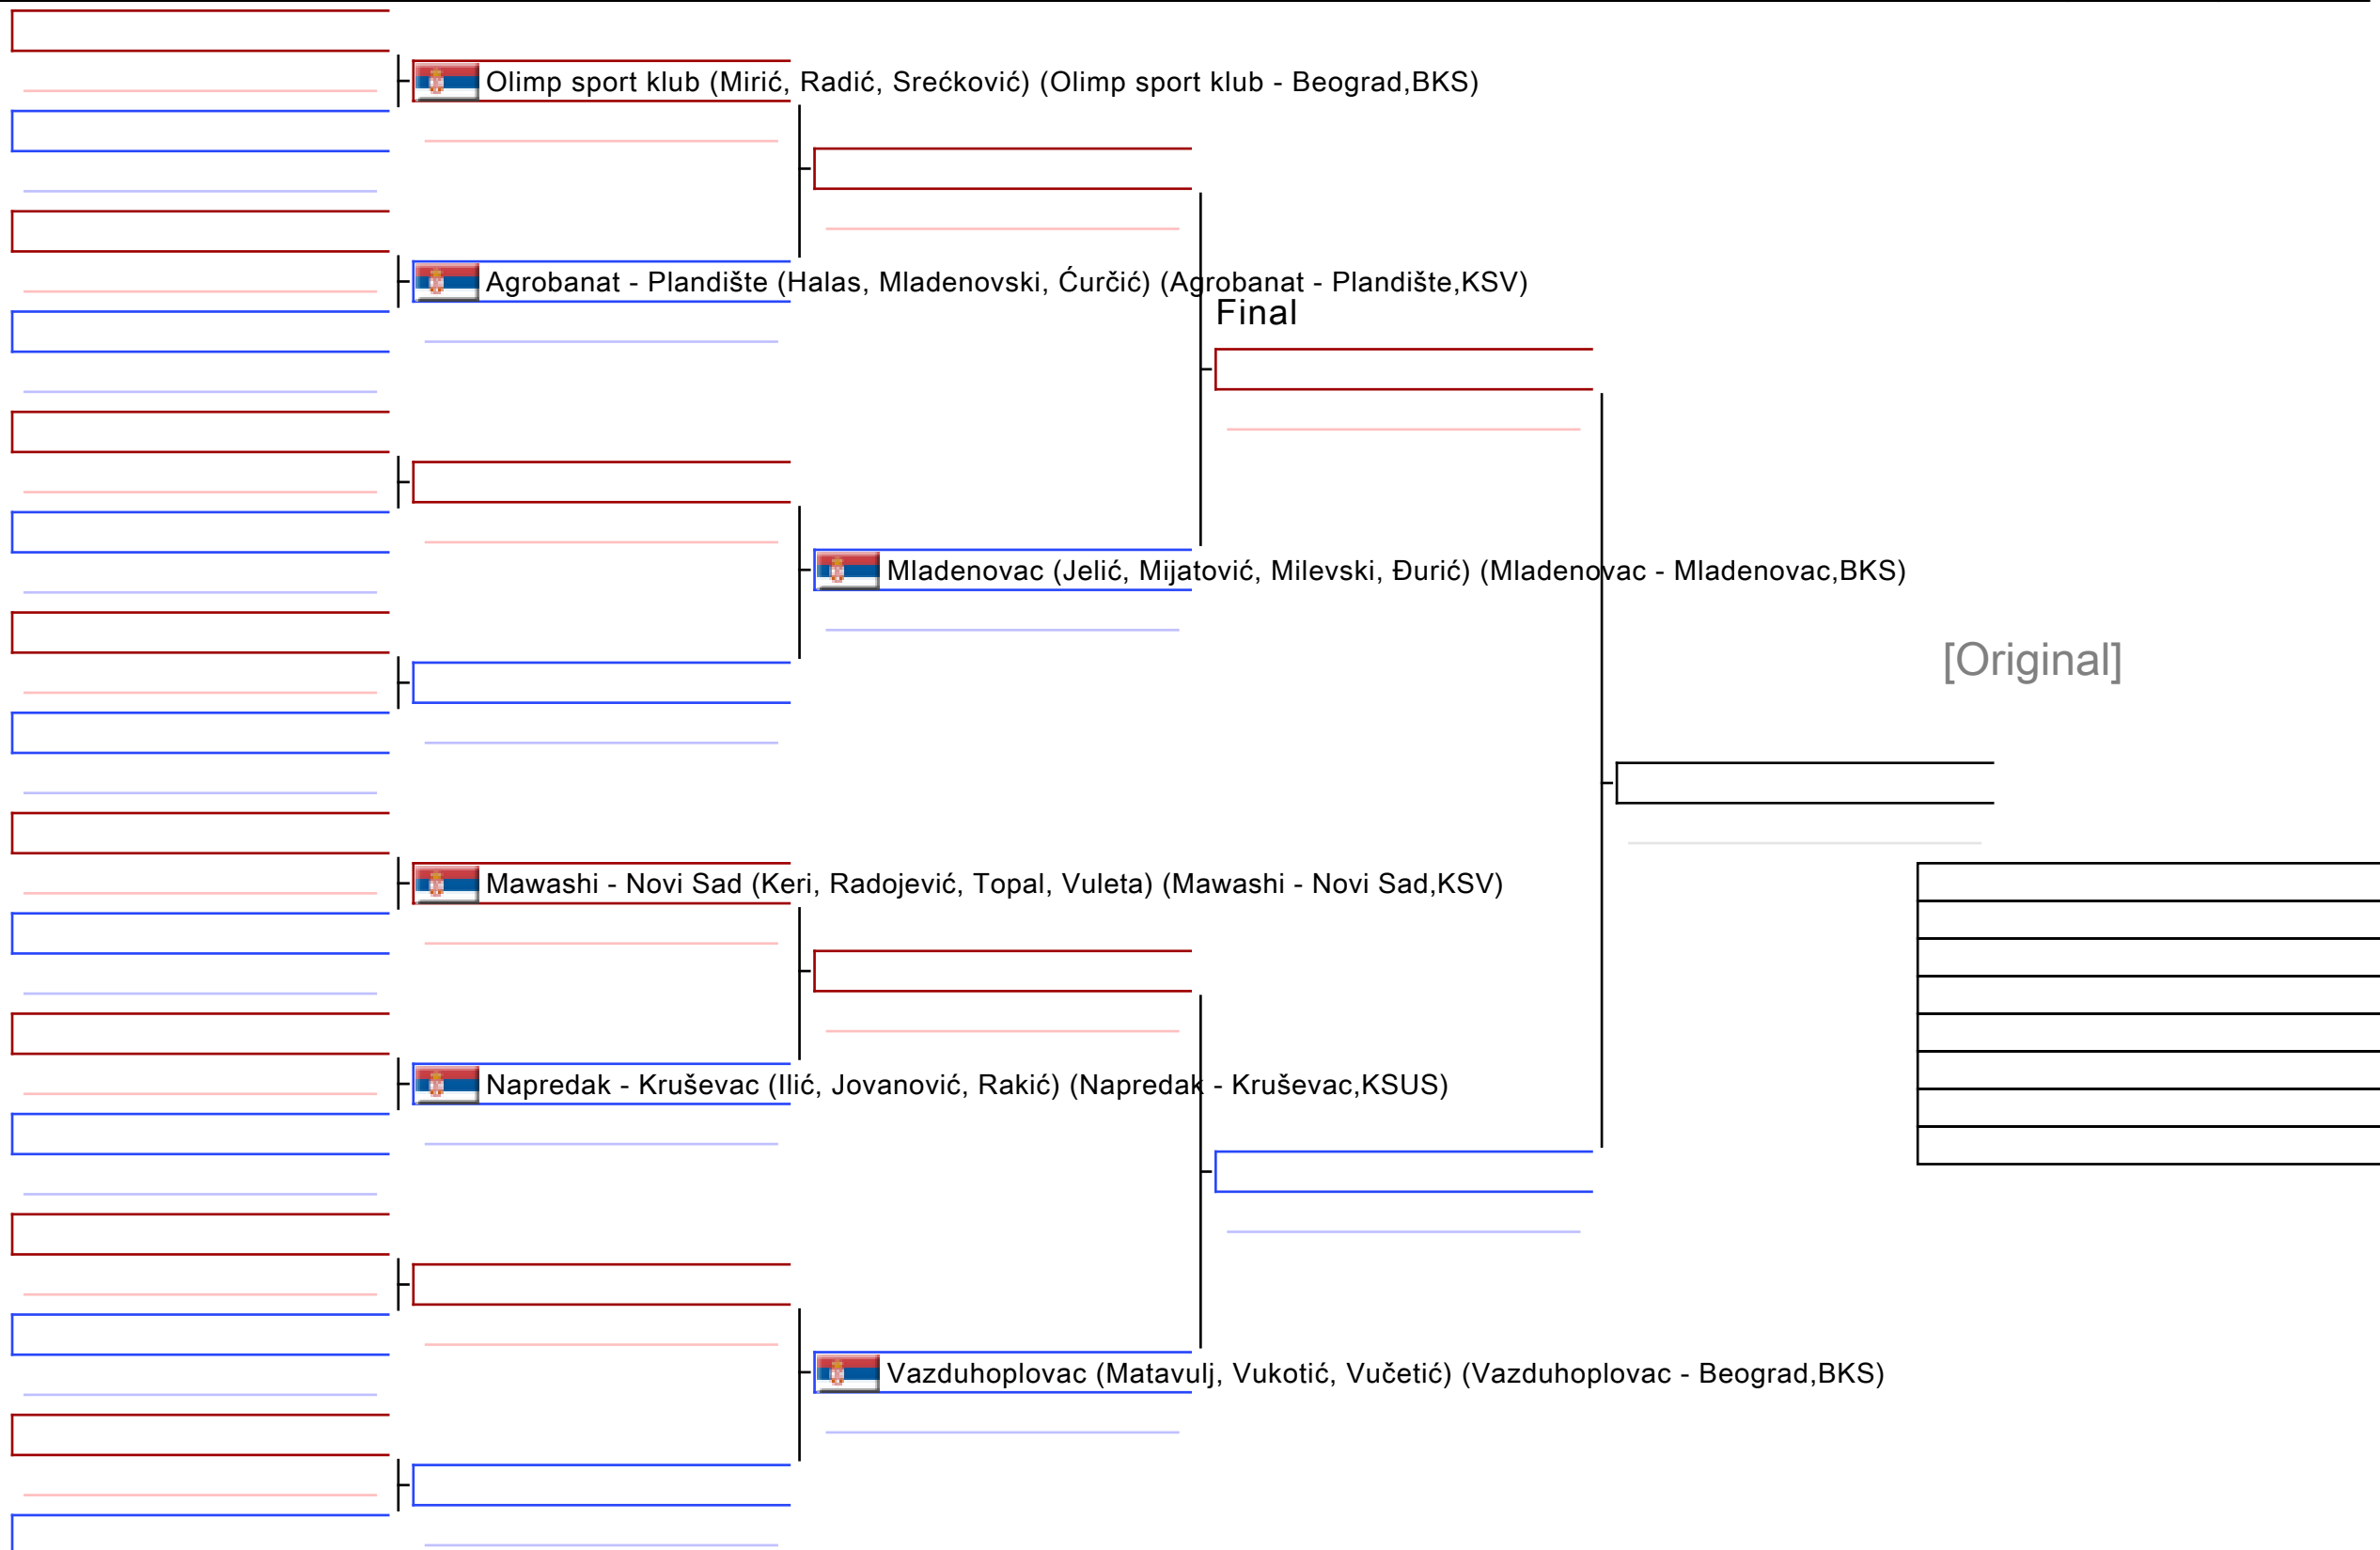 Olimp sport klub (Mirić, Radić, Srećković) (Olimp sport klub - Beograd,BKS)
Agrobanat - Plandište (Halas, Mladenovski, Ćurčić) (Agrobanat - Plandište,KSV)
Final
Mladenovac (Jelić, Mijatović, Milevski, Đurić) (Mladenovac - Mladenovac,BKS)
[Original]
Mawashi - Novi Sad (Keri, Radojević, Topal, Vuleta) (Mawashi - Novi Sad,KSV)
Napredak - Kruševac (Ilić, Jovanović, Rakić) (Napredak - Kruševac,KSUS)
Vazduhoplovac (Matavulj, Vukotić, Vučetić) (Vazduhoplovac - Beograd,BKS)